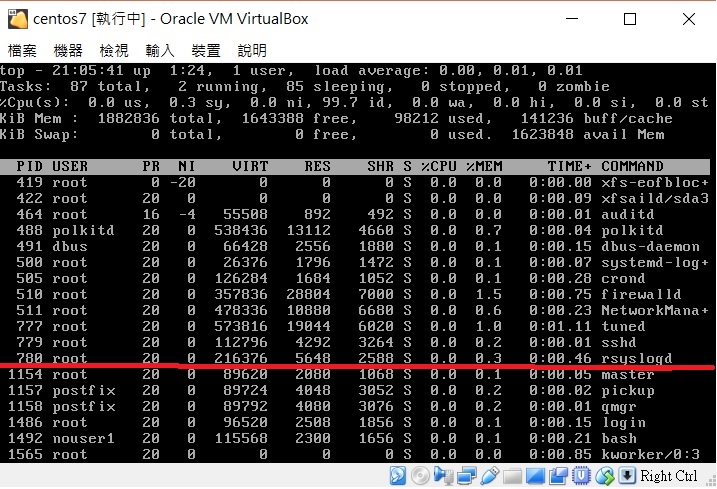 centos7 [執行中] - Oracle VM VirtualBox
檔案 機器 檢視 輸入 裝置 說明
top - 21:05:41 up  1:24,  1 user,  load average: 0.00, 0.01, 0.01
Tasks:  87 total,   2 running,  85 sleeping,   0 stopped,   0 zombie
%Cpu(s):  0.0 us,  0.3 sy,  0.0 ni, 99.7 id,  0.0 wa,  0.0 hi,  0.0 si,  0.0 st
KiB Mem :  1882836 total,  1643388 free,    98212 used,   141236 buff/cache
KiB Swap:        0 total,        0 free,        0 used.  1623848 avail Mem
PID USER      PR  NI    VIRT    RES    SHR S %CPU %MEM     TIME+ COMMAND
419 root       0 -20       0      0      0 S  0.0  0.0   0:00.00 xfs-eofbloc+
422 root      20   0       0      0      0 S  0.0  0.0   0:00.09 xfsaild/sda3
464 root      16  -4   55508    892    492 S  0.0  0.0   0:00.01 auditd
488 polkitd   20   0  538436  13112   4660 S  0.0  0.7   0:00.04 polkitd
491 dbus      20   0   66428   2556   1880 S  0.0  0.1   0:00.15 dbus-daemon
500 root      20   0   26376   1796   1472 S  0.0  0.1   0:00.07 systemd-log+
505 root      20   0  126284   1684   1052 S  0.0  0.1   0:00.28 crond
510 root      20   0  357836  28804   7000 S  0.0  1.5   0:00.75 firewalld
511 root      20   0  478336  10880   6680 S  0.0  0.6   0:00.23 NetworkMana+
777 root      20   0  573816  19044   6020 S  0.0  1.0   0:01.11 tuned
779 root      20   0  112796   4292   3264 S  0.0  0.2   0:00.01 sshd
780 root      20   0  216376   5648   2588 S  0.0  0.3   0:00.46 rsyslogd
1154 root      20   0   89620   2080   1068 S  0.0  0.1   0:00.05 master
1157 postfix   20   0   89724   4048   3052 S  0.0  0.2   0:00.02 pickup
1158 postfix   20   0   89792   4080   3076 S  0.0  0.2   0:00.01 qmgr
1486 root      20   0   96520   2508   1856 S  0.0  0.1   0:00.15 login
1492 nouser1   20   0  115568   2300   1656 S  0.0  0.1   0:00.21 bash
1565 root      20   0       0      0      0 S  0.0  0.0   0:00.85 kworker/0:3
Right Ctrl